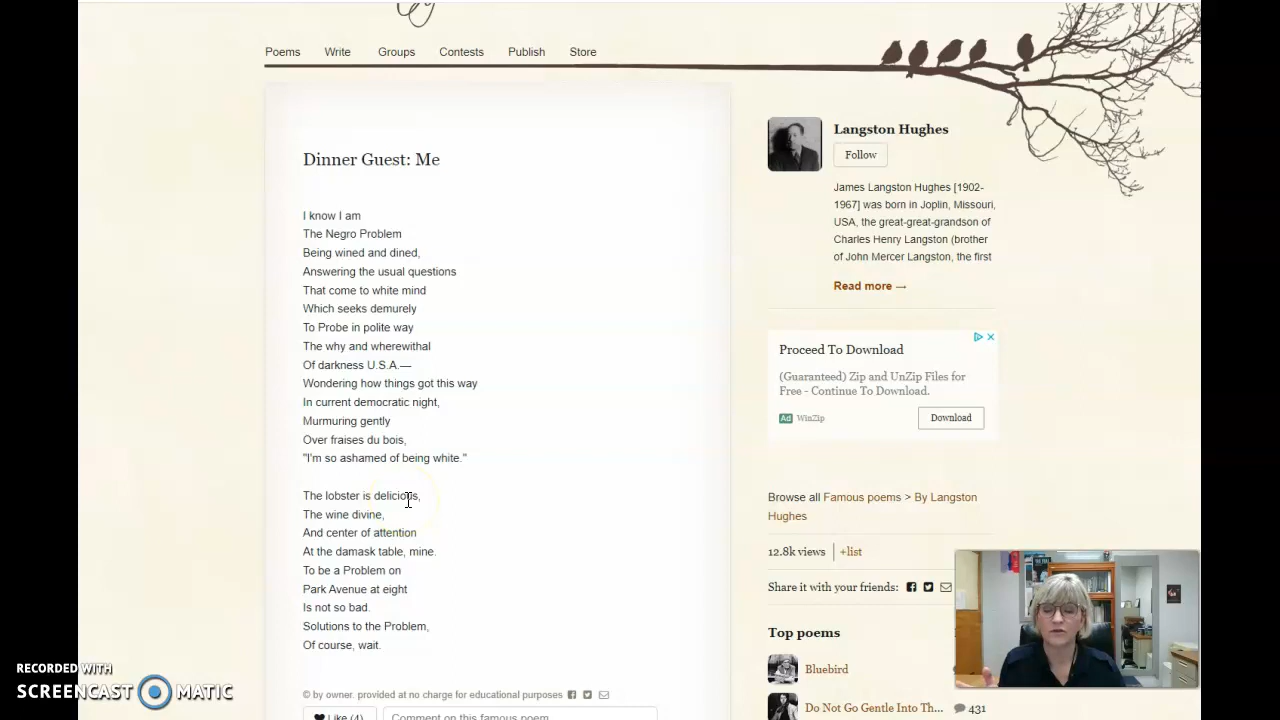 Poems Write Groups Contests Publish Store
Dinner Guest: Me
I know I am
The Negro Problem
Being wined and dined,
Answering the usual questions
That come to white mind
Which seeks demurely
To Probe in polite way
The why and wherewithal
Of darkness U.S.A.—
Wondering how things got this way
In current democratic night,
Murmuring gently
Over fraises du bois,
"I'm so ashamed of being white."
The lobster is delicious,
The wine divine,
And center of attention
At the damask table, mine.
To be a Problem on
Park Avenue at eight
Is not so bad.
Solutions to the Problem,
Of course, wait.
© by owner. provided at no charge for educational purposes
Like (4)
Comment on this famous poem
Langston Hughes
Follow
James Langston Hughes [1902-
1967] was born in Joplin, Missouri,
USA, the great-great-grandson of
Charles Henry Langston (brother
of John Mercer Langston, the first
Read more →
Proceed To Download
(Guaranteed) Zip and UnZip Files for
Free - Continue To Download.
Ad WinZip
Download
Browse all Famous poems > By Langston
Hughes
12.8k views +list
Share it with your friends:
Top poems
Bluebird
Do Not Go Gentle Into Th... 431
RECORDED WITH
SCREENCAST MATIC